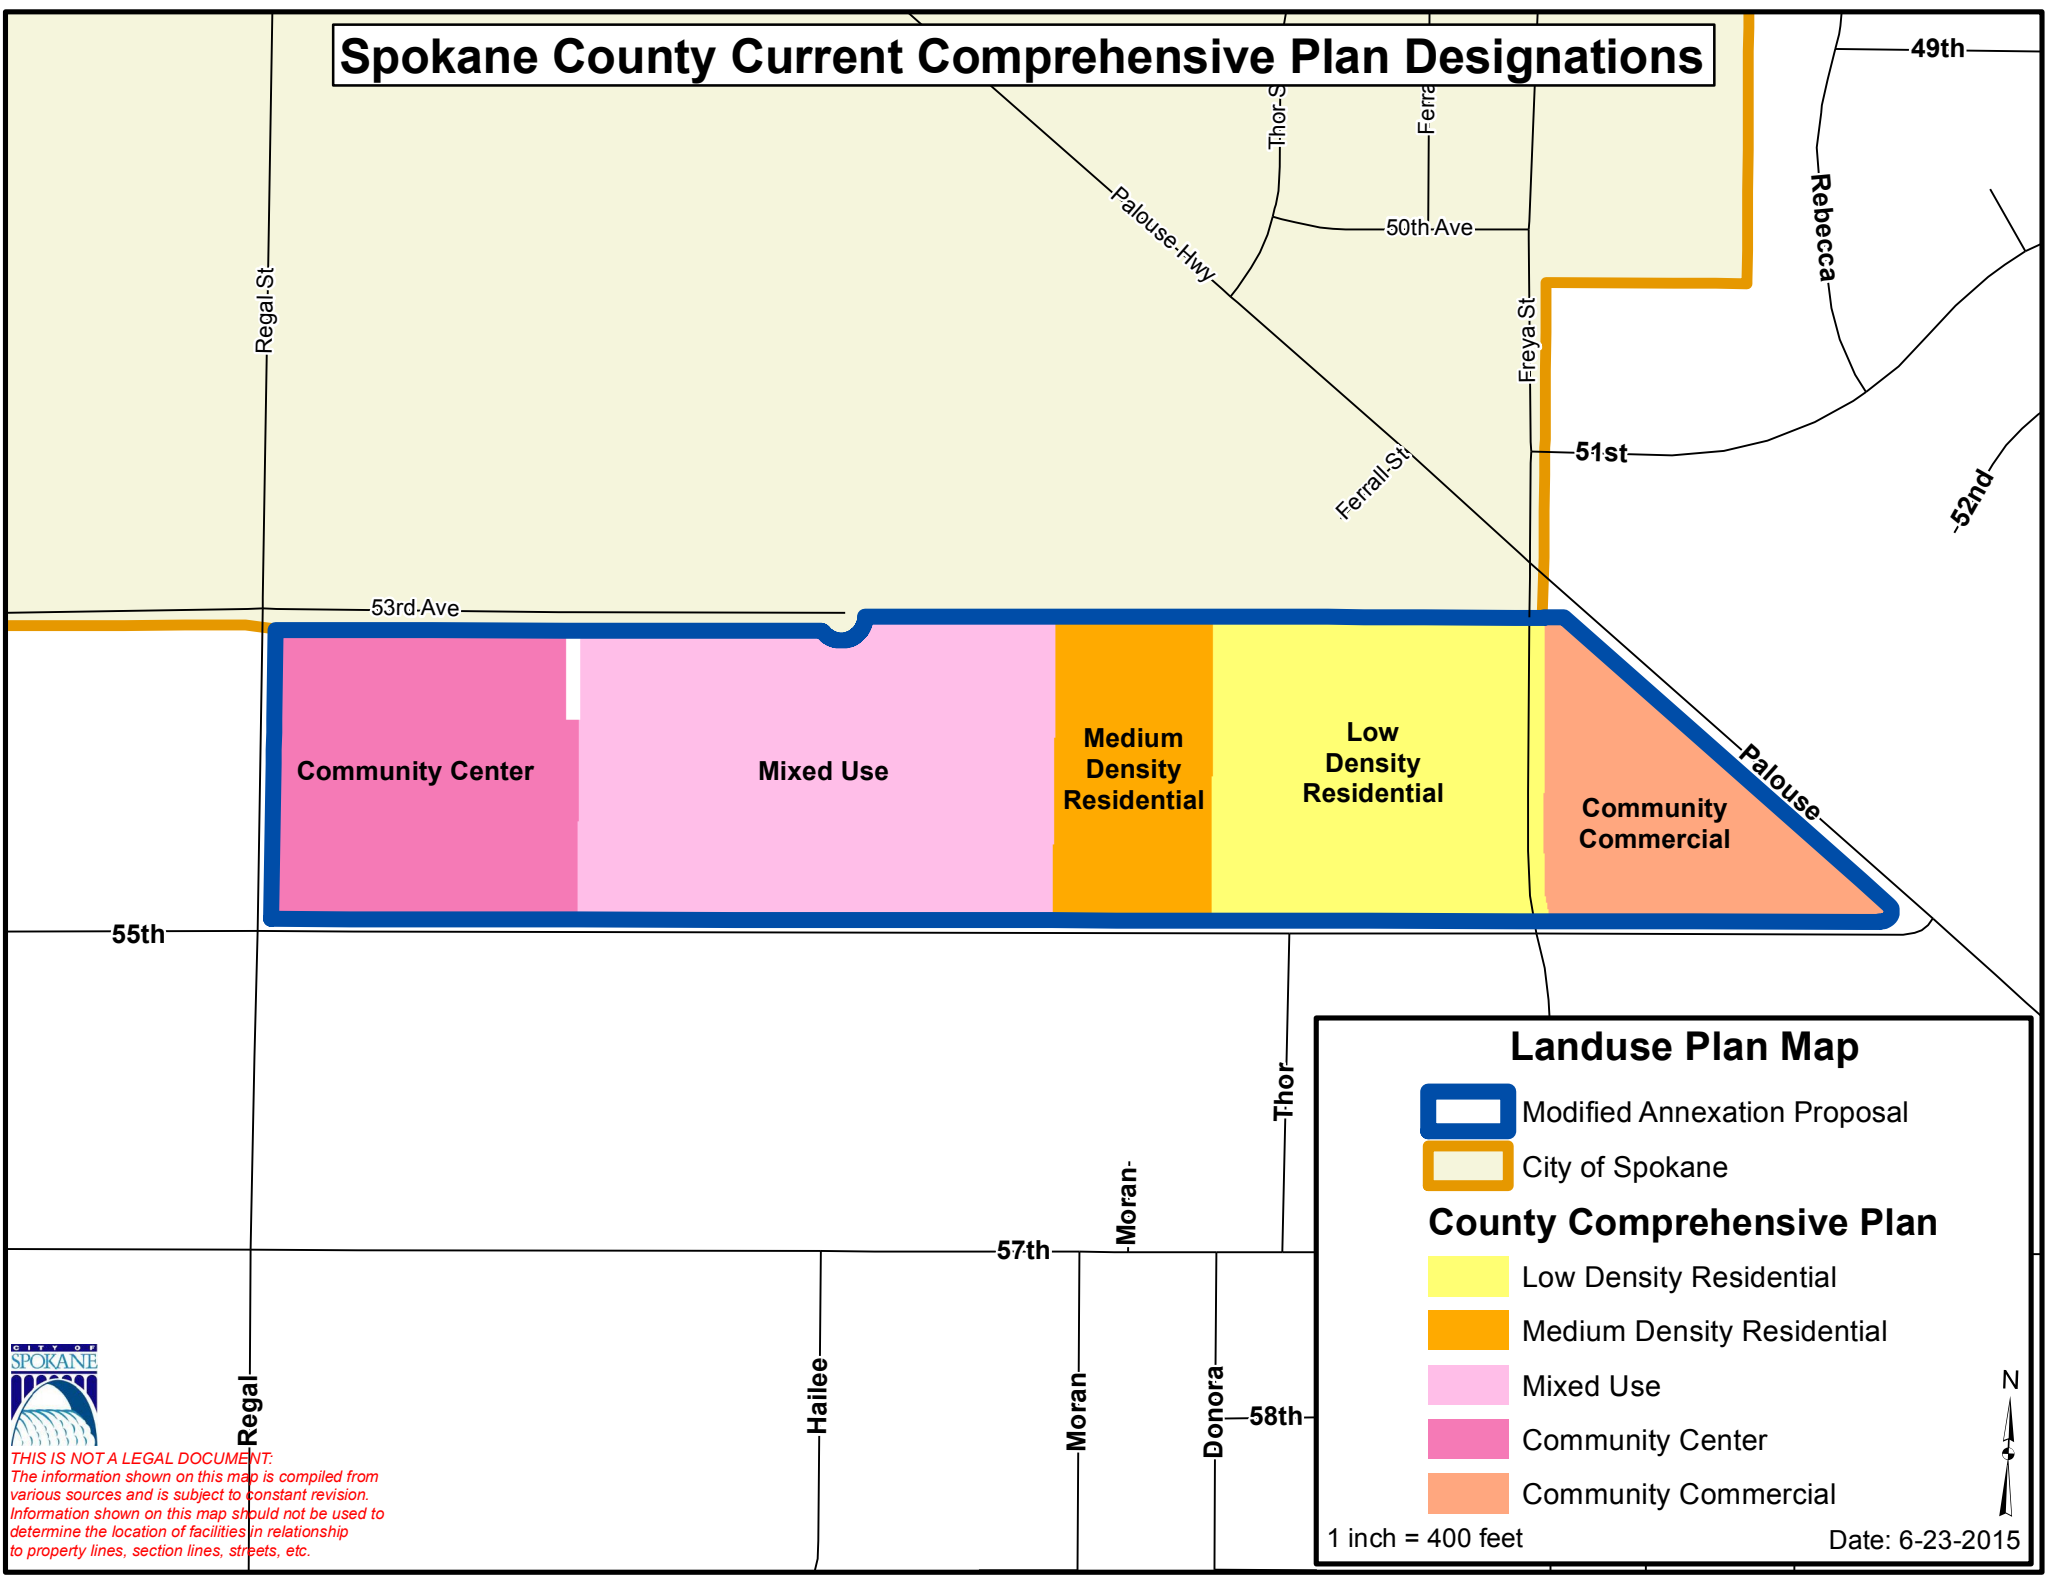 Spokane County Current Comprehensive Plan Designations
49th
Thor S
Ferra
Rebecca
Palouse Hwy
50th Ave
Regal St
Freya St
51st
Ferrall St
52nd
53rd Ave
Community Center
Mixed Use
Medium
Density
Residential
Low
Density
Residential
Community
Commercial
Palouse
55th
Thor
Moran
57th
Regal
Hailee
Moran
Donora
58th
Landuse Plan Map
Modified Annexation Proposal
City of Spokane
County Comprehensive Plan
Low Density Residential
Medium Density Residential
Mixed Use
Community Center
Community Commercial
N
1 inch = 400 feet
Date: 6-23-2015
CITY OF
SPOKANE
THIS IS NOT A LEGAL DOCUMENT:
The information shown on this map is compiled from
various sources and is subject to constant revision.
Information shown on this map should not be used to
determine the location of facilities in relationship
to property lines, section lines, streets, etc.